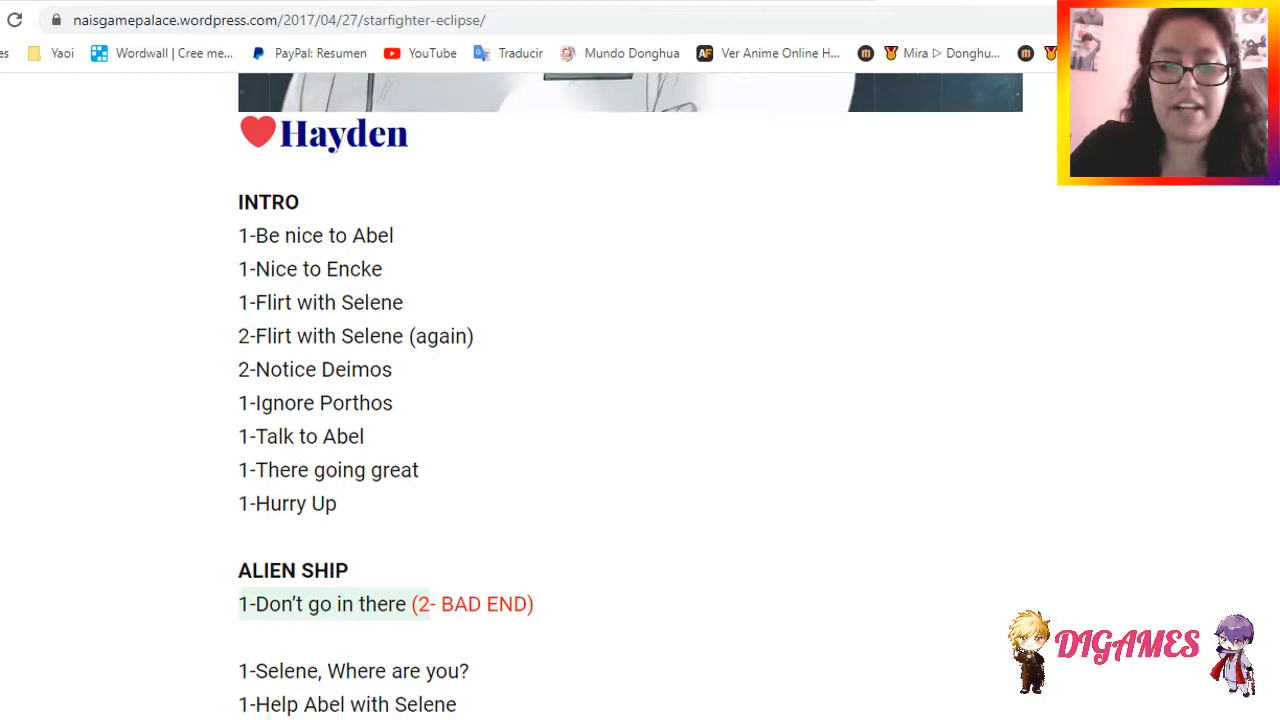 naisgamepalace.wordpress.com/2017/04/27/starfighter-eclipse/
es Yaoi Wordwall | Cree me... PayPal: Resumen YouTube Traducir Mundo Donghua Ver Anime Online H... Mira ▷ Donghu...
Hayden
INTRO
1-Be nice to Abel
1-Nice to Encke
1-Flirt with Selene
2-Flirt with Selene (again)
2-Notice Deimos
1-Ignore Porthos
1-Talk to Abel
1-There going great
1-Hurry Up
ALIEN SHIP
1-Don’t go in there (2- BAD END)
1-Selene, Where are you?
1-Help Abel with Selene
DIGAMES